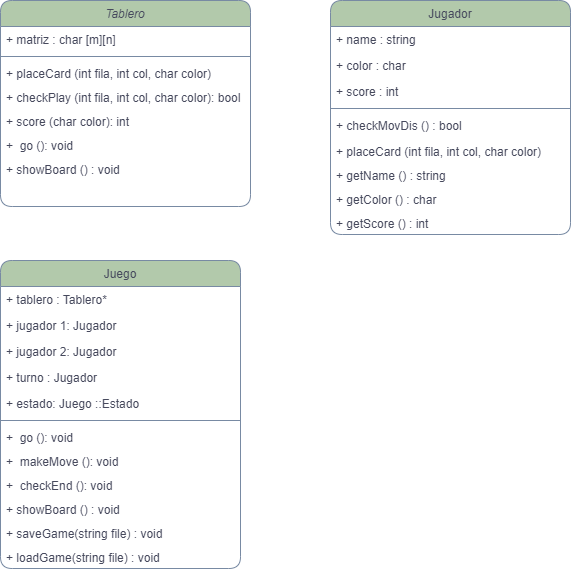 Tablero
+ matriz : char [m][n]
+ placeCard (int fila, int col, char color)
+ checkPlay (int fila, int col, char color): bool
+ score (char color): int
+ go (): void
+ showBoard () : void
Jugador
+ name : string
+ color : char
+ score : int
+ checkMovDis () : bool
+ placeCard (int fila, int col, char color)
+ getName () : string
+ getColor () : char
+ getScore () : int
Juego
+ tablero : Tablero*
+ jugador 1: Jugador
+ jugador 2: Jugador
+ turno : Jugador
+ estado: Juego ::Estado
+ go (): void
+ makeMove (): void
+ checkEnd (): void
+ showBoard () : void
+ saveGame(string file) : void
+ loadGame(string file) : void